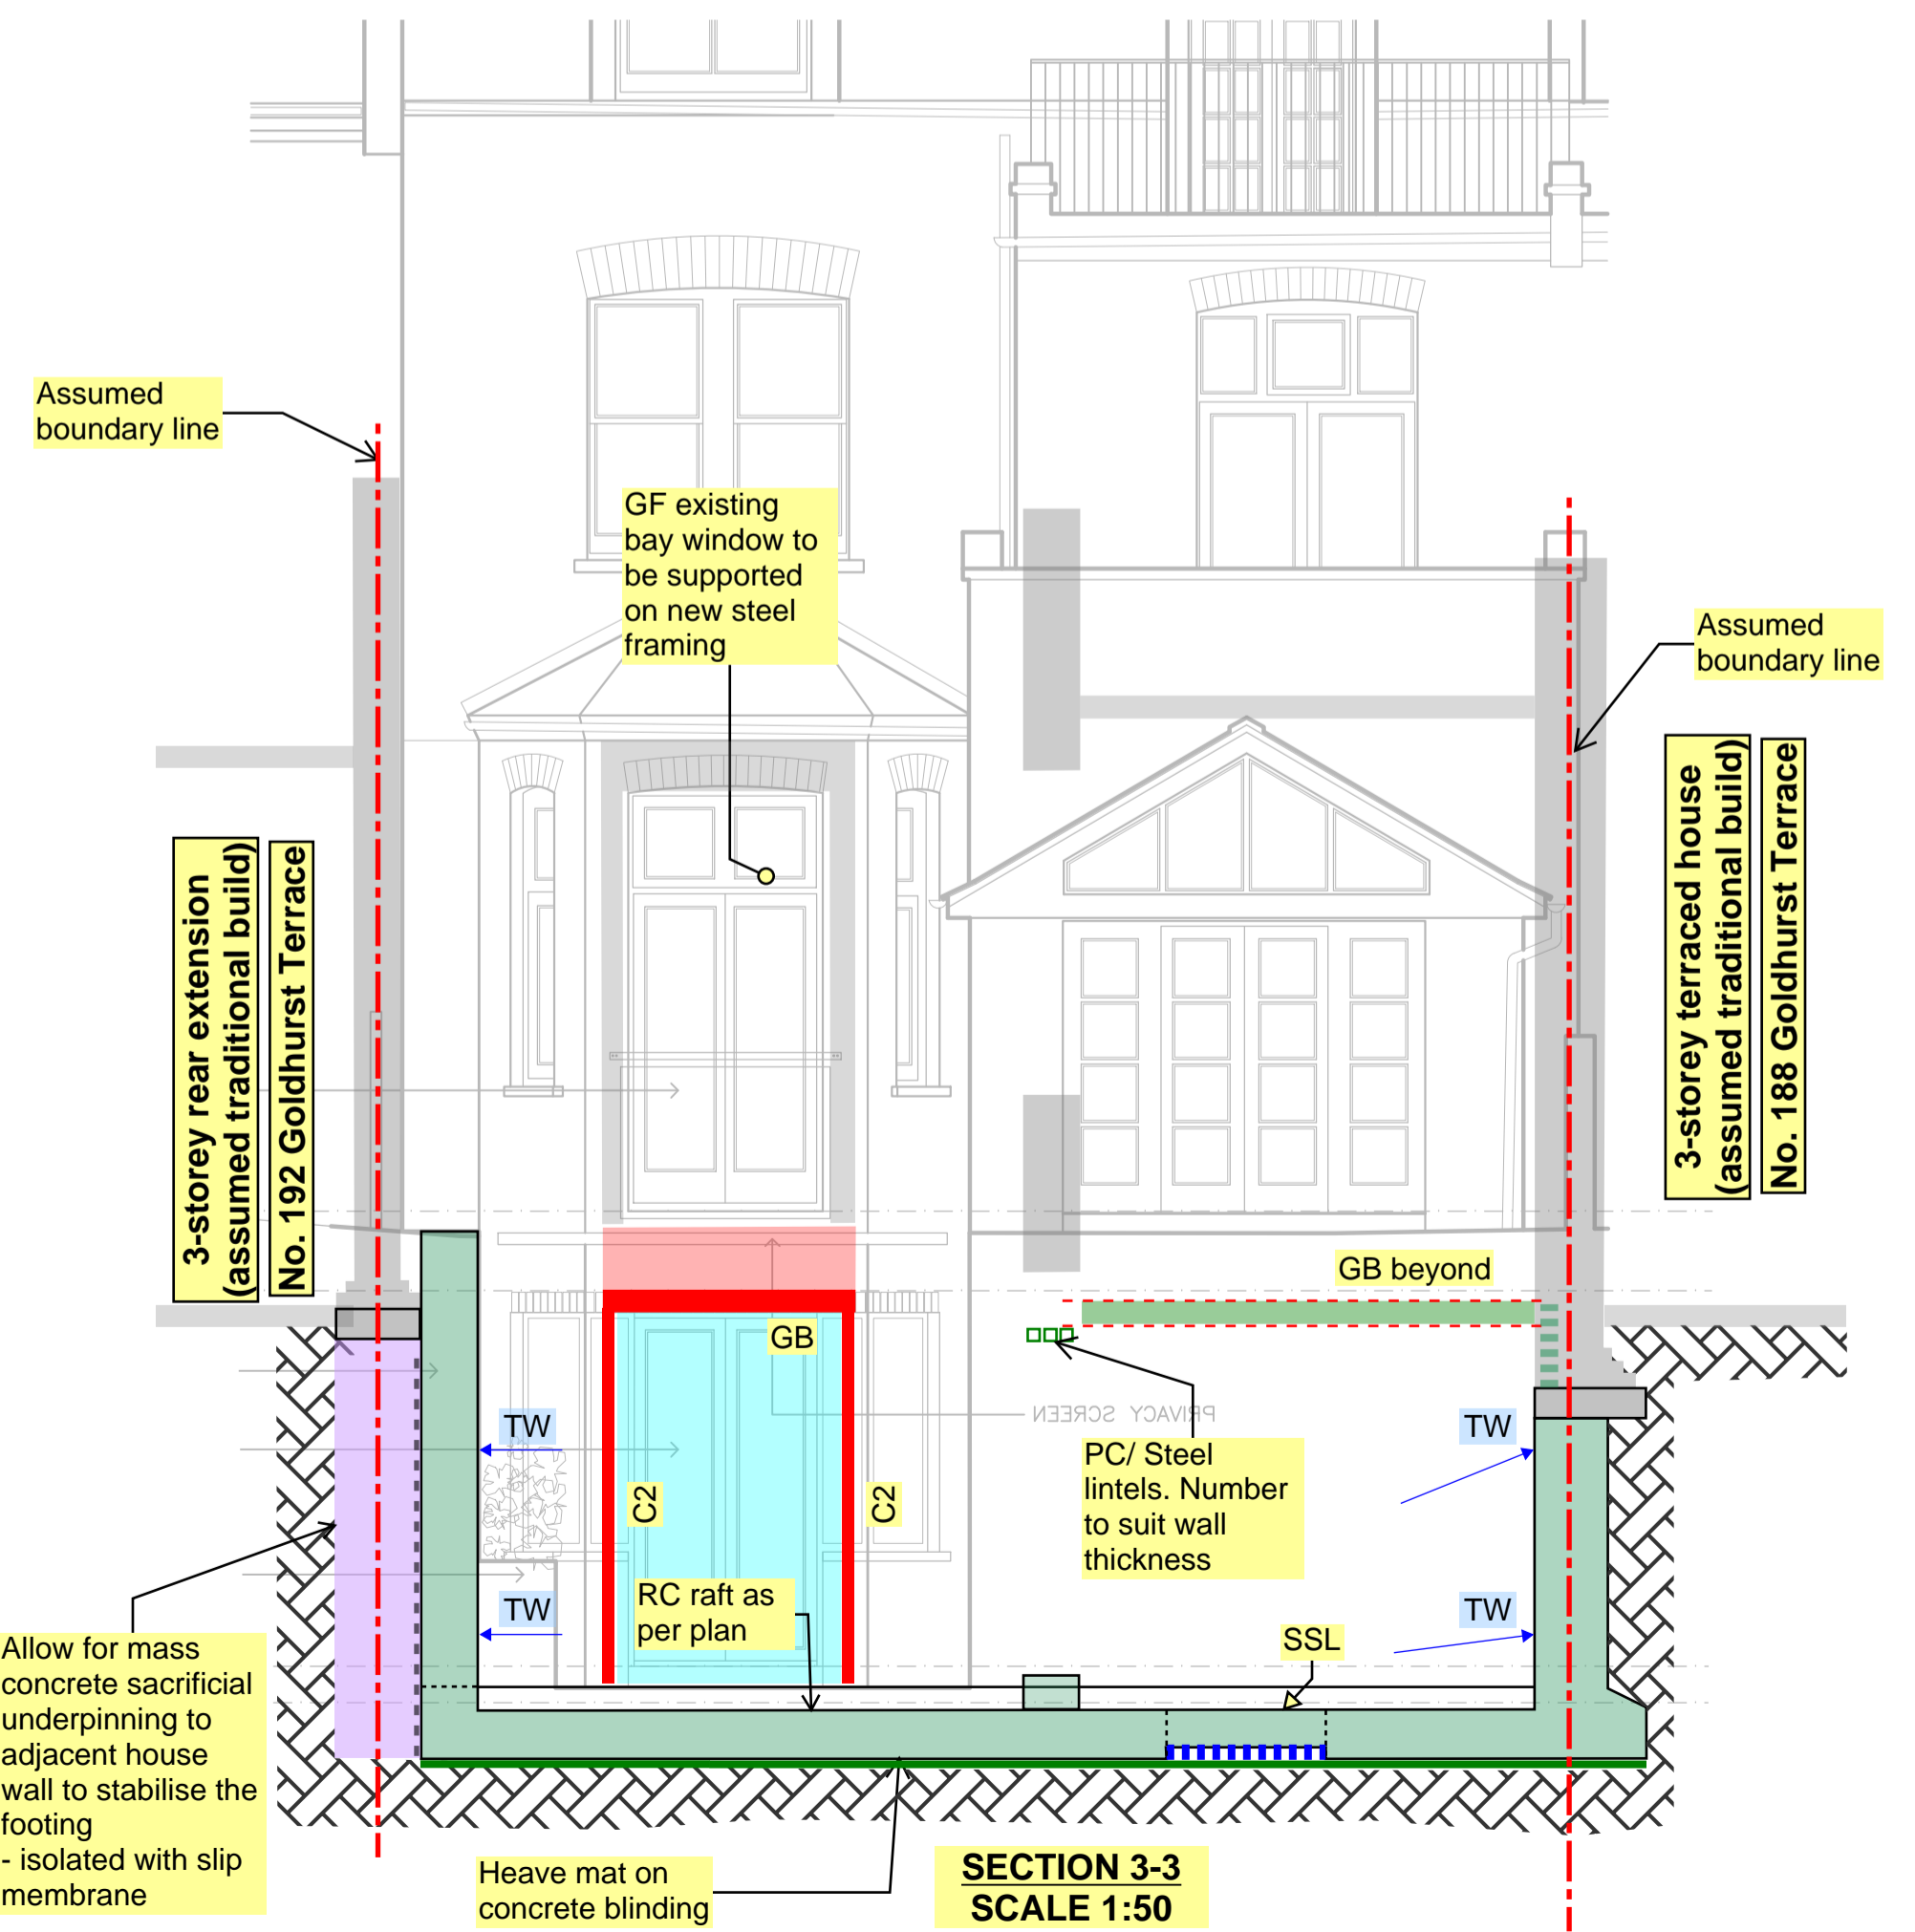 Assumed
boundary line
GF existing
bay window to
be supported
on new steel
framing
Assumed
boundary line
3-storey rear extension
(assumed traditional build)
No. 192 Goldhurst Terrace
3-storey terraced house
(assumed traditional build)
No. 188 Goldhurst Terrace
GB beyond
GB
PRIVACY SCREEN
TW
TW
C2
C2
PC/ Steel
lintels. Number
to suit wall
thickness
RC raft as
per plan
TW
TW
SSL
Allow for mass
concrete sacrificial
underpinning to
adjacent house
wall to stabilise the
footing
- isolated with slip
membrane
Heave mat on
concrete blinding
SECTION 3-3
SCALE 1:50